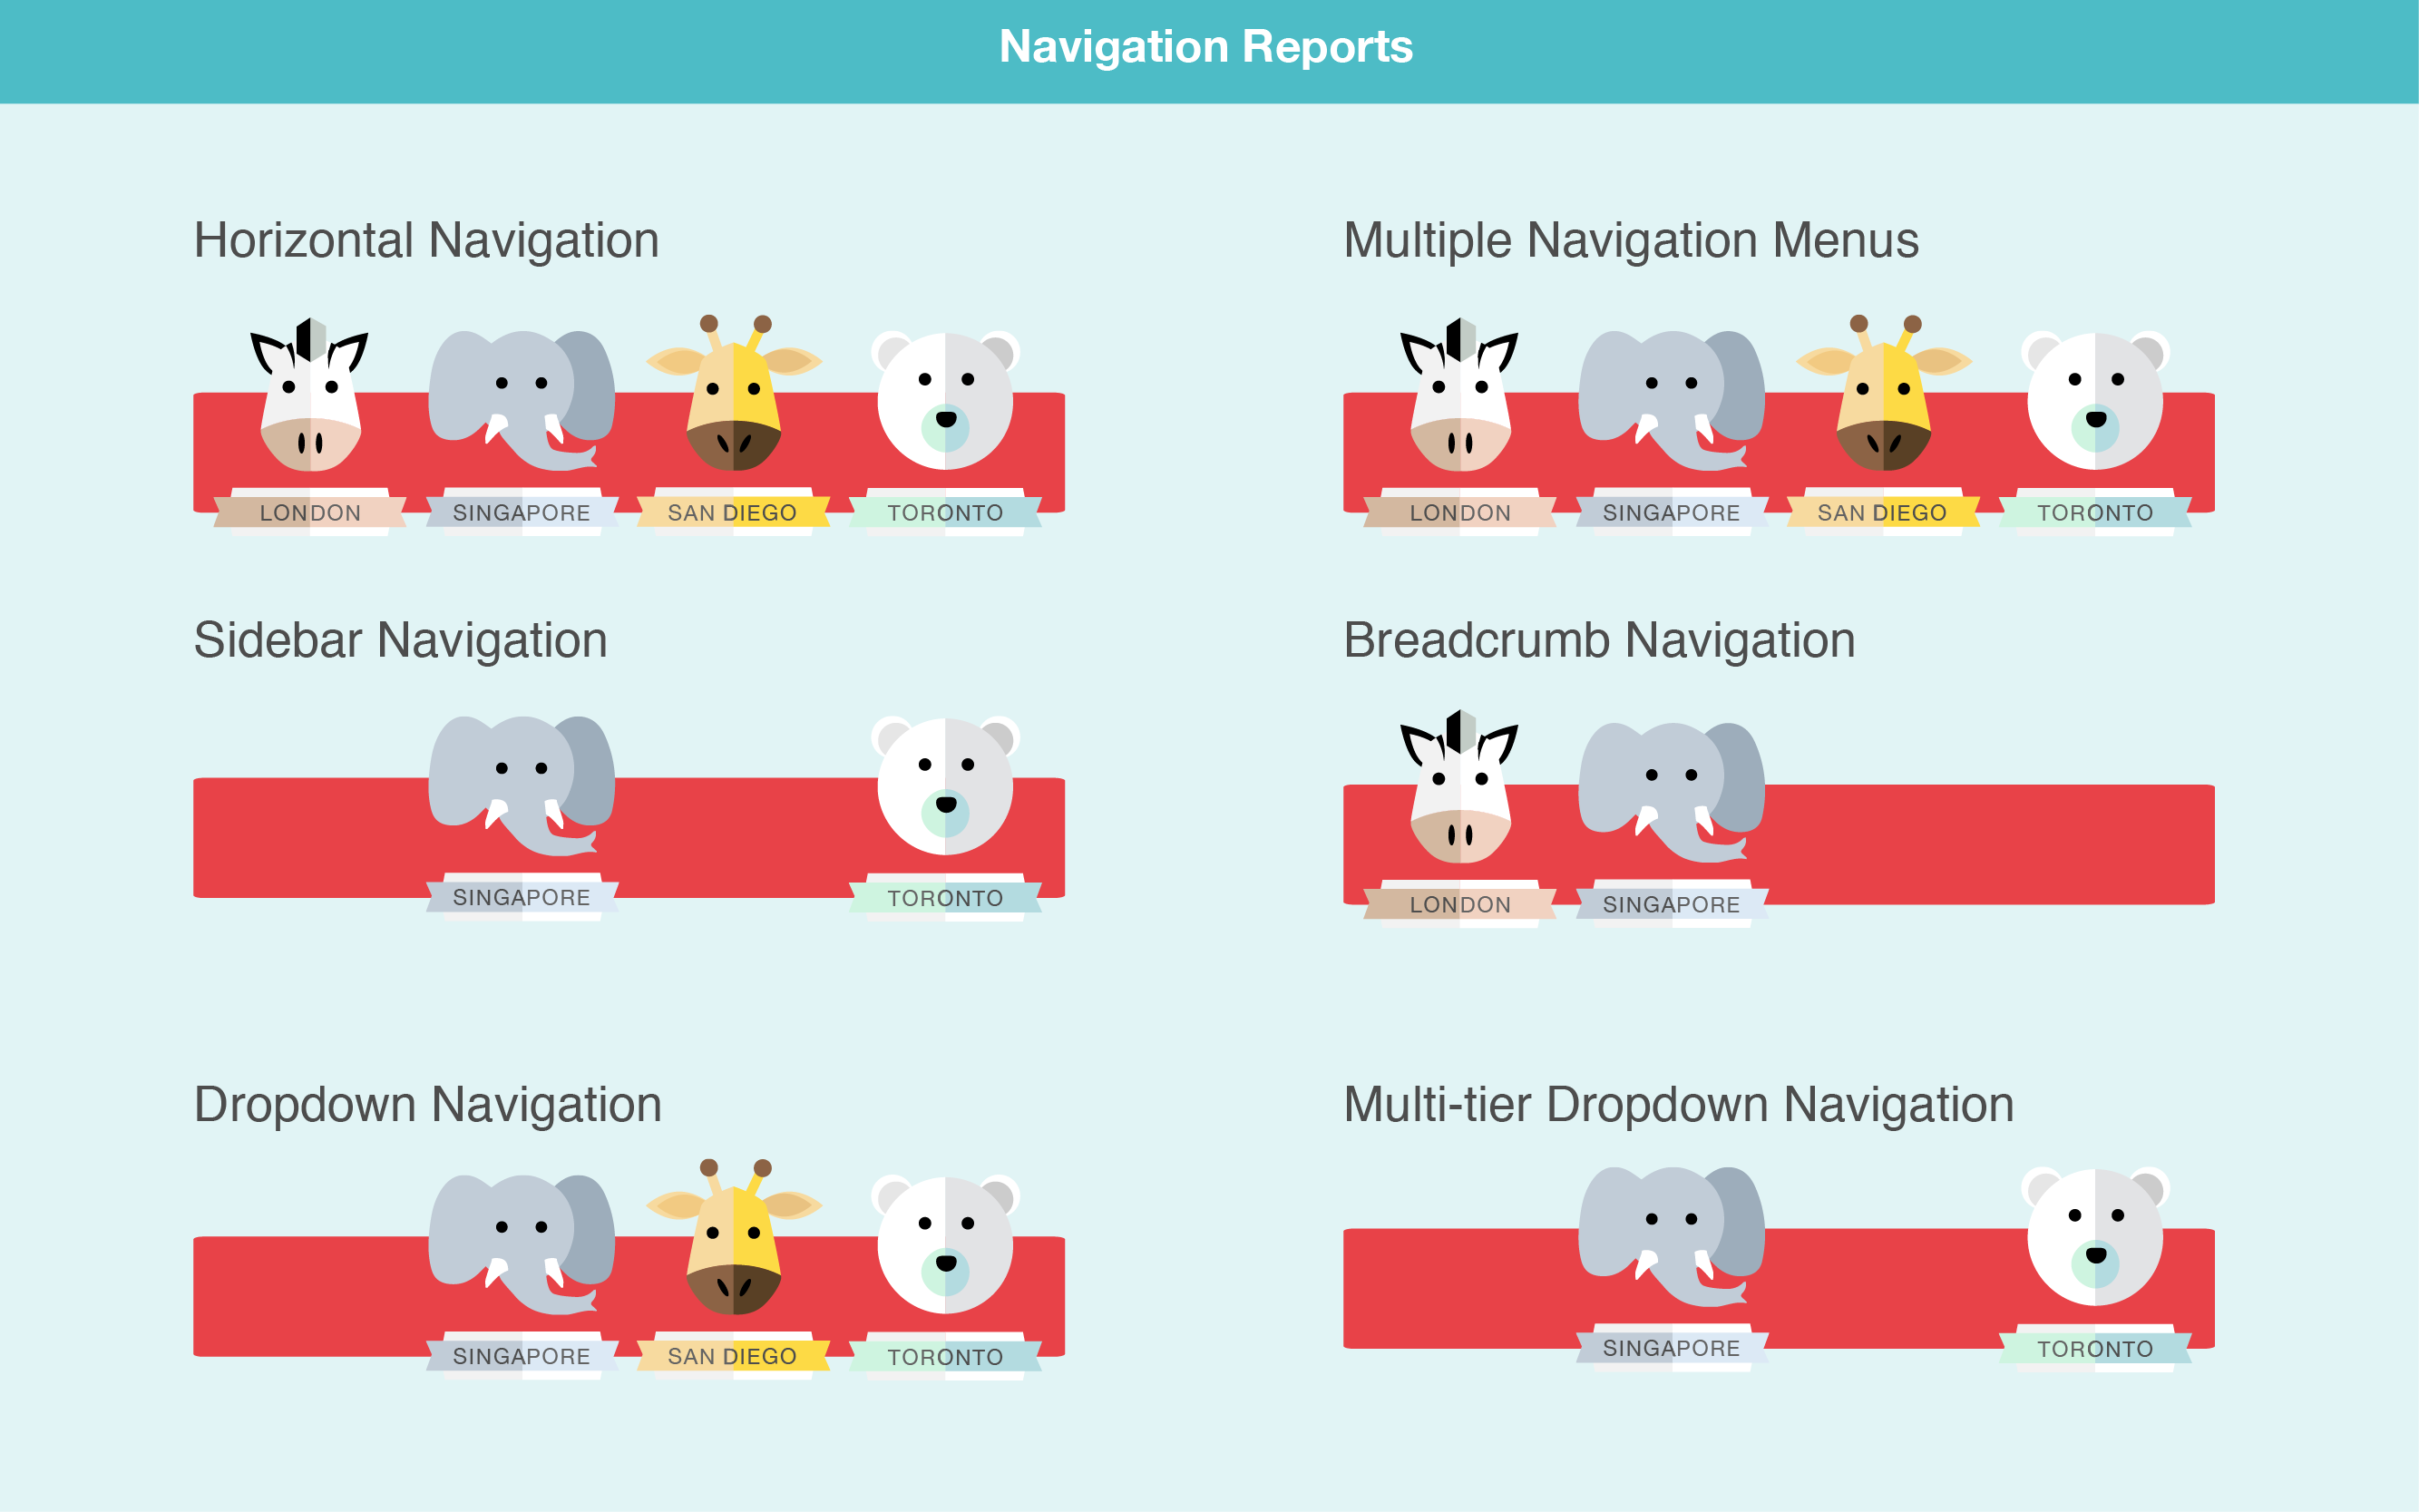 Navigation Reports
Horizontal Navigation
LONDON
SINGAPORE
SAN DIEGO
TORONTO
Multiple Navigation Menus
LONDON
SINGAPORE
SAN DIEGO
TORONTO
Sidebar Navigation
SINGAPORE
TORONTO
Breadcrumb Navigation
LONDON
SINGAPORE
Dropdown Navigation
SINGAPORE
SAN DIEGO
TORONTO
Multi-tier Dropdown Navigation
SINGAPORE
TORONTO